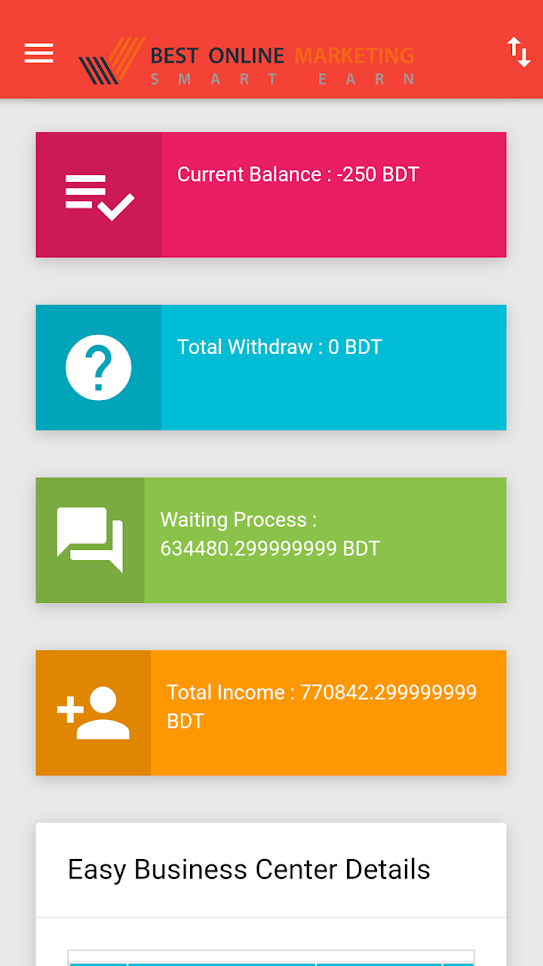 BEST ONLINE MARKETING
SMART EARN
Current Balance : -250 BDT
Total Withdraw : 0 BDT
Waiting Process :
634480.299999999 BDT
Total Income : 770842.299999999
BDT
Easy Business Center Details